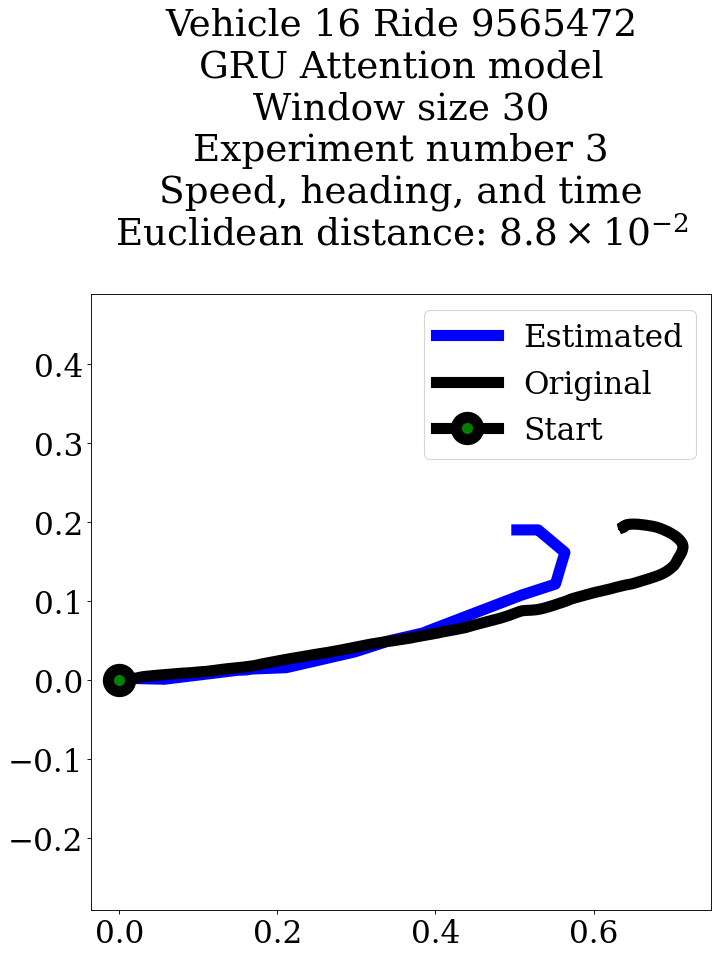 Vehicle 16 Ride 9565472
GRU Attention model
Window size 30
Experiment number 3
Speed, heading, and time
Euclidean distance: 8.8 × 10⁻²
Estimated
Original
Start
0.4
0.3
0.2
0.1
0.0
−0.1
−0.2
0.0 0.2 0.4 0.6